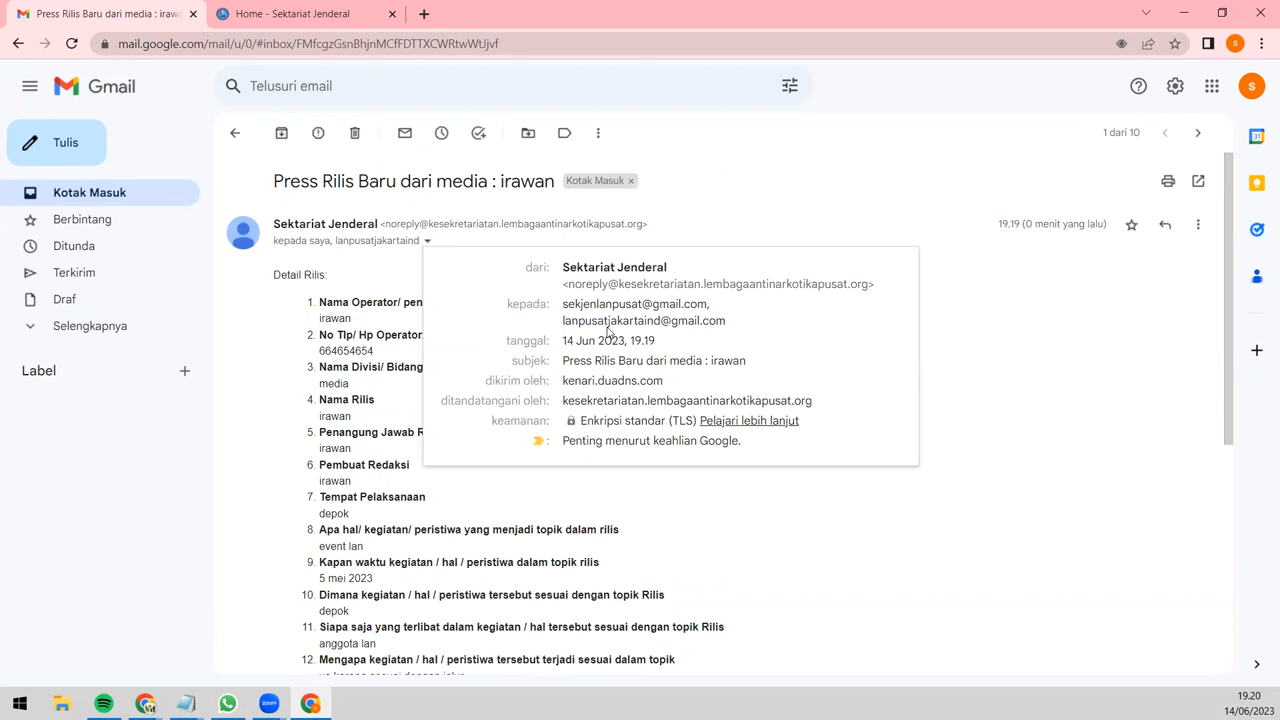 Press Rilis Baru dari media : irawa
Home - Sektariat Jenderal
mail.google.com/mail/u/0/#inbox/FMfcgzGsnBhjnMCfFDTTXCWRtwWtUjvf
s
Gmail
Telusuri email
s
Tulis
1 dari 10
Kotak Masuk
Berbintang
Ditunda
Terkirim
Draf
Selengkapnya
Label
Press Rilis Baru dari media : irawan
Kotak Masuk
Sektariat Jenderal <noreply@kesekretariatan.lembagaantinarkotikapusat.org>
19.19 (0 menit yang lalu)
kepada saya, lanpusatjakartaind
dari: Sektariat Jenderal
<noreply@kesekretariatan.lembagaantinarkotikapusat.org>
kepada: sekjenlanpusat@gmail.com,
lanpusatjakartaind@gmail.com
tanggal: 14 Jun 2023, 19.19
subjek: Press Rilis Baru dari media : irawan
dikirim oleh: kenari.duadns.com
ditandatangani oleh: kesekretariatan.lembagaantinarkotikapusat.org
keamanan: Enkripsi standar (TLS) Pelajari lebih lanjut
: Penting menurut keahlian Google.
Detail Rilis:
1. Nama Operator/ pen
irawan
2. No Tlp/ Hp Operator
664654654
3. Nama Divisi/ Bidang
media
4. Nama Rilis
irawan
5. Penangung Jawab R
irawan
6. Pembuat Redaksi
irawan
7. Tempat Pelaksanaan
depok
8. Apa hal/ kegiatan/ peristiwa yang menjadi topik dalam rilis
event lan
9. Kapan waktu kegiatan / hal / peristiwa dalam topik rilis
5 mei 2023
10. Dimana kegiatan / hal / peristiwa tersebut sesuai dengan topik Rilis
depok
11. Siapa saja yang terlibat dalam kegiatan / hal tersebut sesuai dengan topik Rilis
anggota lan
12. Mengapa kegiatan / hal / peristiwa tersebut terjadi sesuai dalam topik
zoom
19.20
14/06/2023